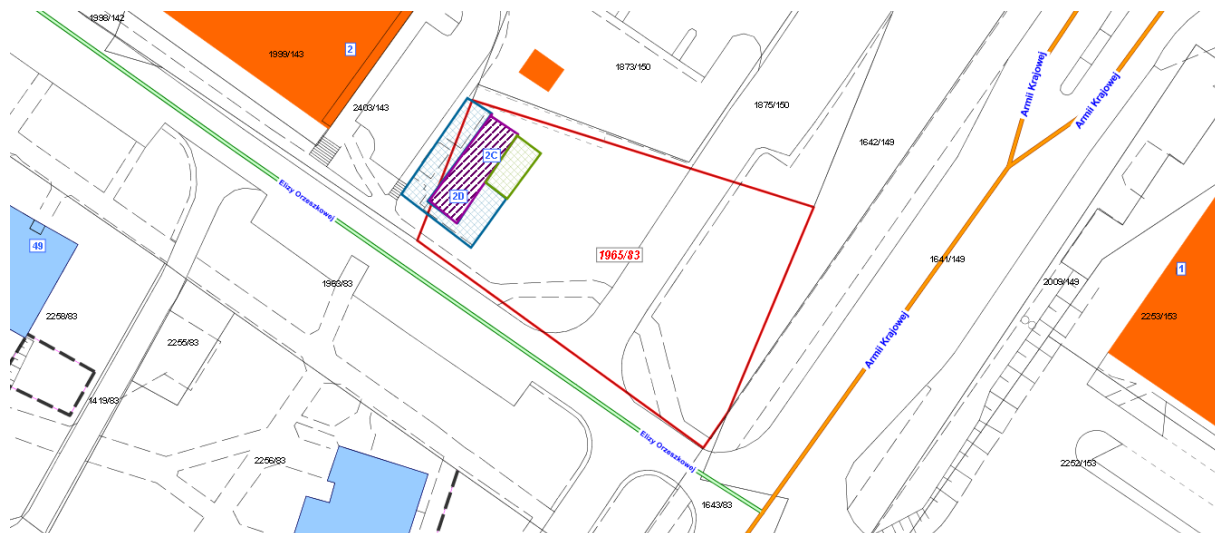 1998/142
1999/143
2
2403/143
1873/150
1875/150
1642/149
Armii Krajowej
Armii Krajowej
2C
2D
Elizy Orzeszkowej
49
1965/83
1641/149
2009/149
1
2253/153
1963/83
2258/83
2255/83
Armii Krajowej
1419/83
Elizy Orzeszkowej
2256/83
2252/153
1643/83